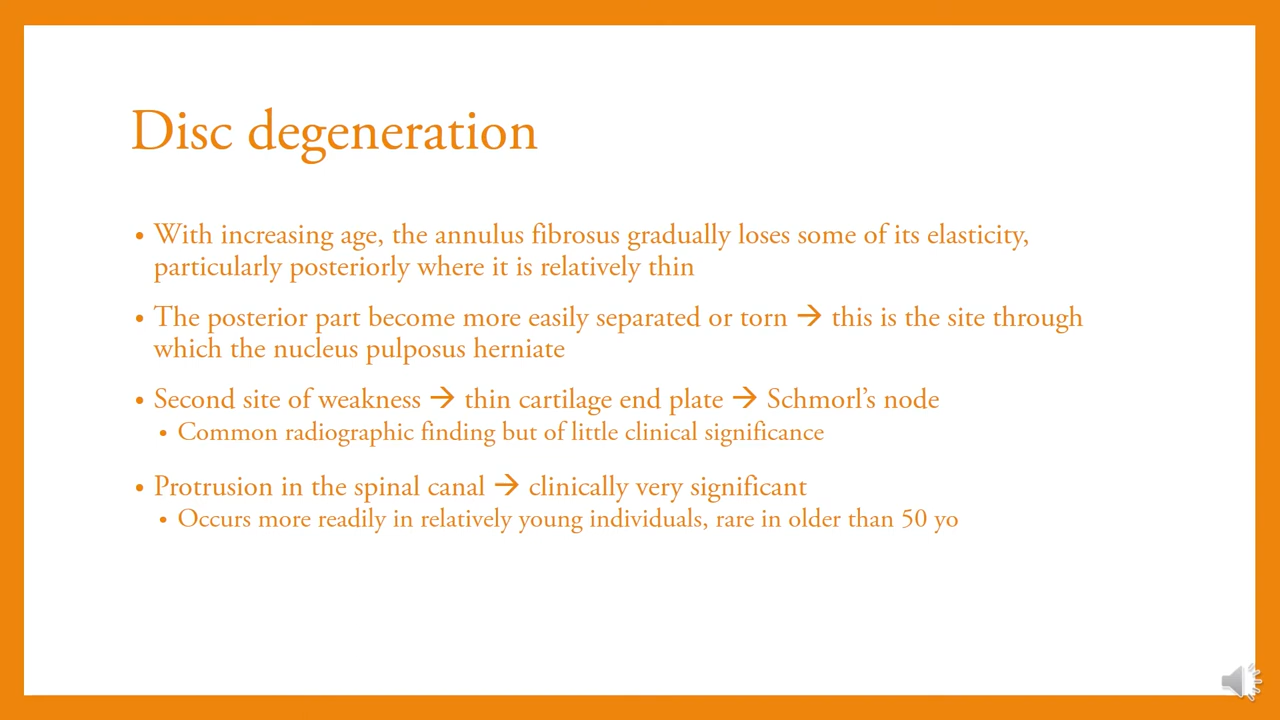 Disc degeneration
• With increasing age, the annulus fibrosus gradually loses some of its elasticity,
particularly posteriorly where it is relatively thin
• The posterior part become more easily separated or torn → this is the site through
which the nucleus pulposus herniate
• Second site of weakness → thin cartilage end plate → Schmorl’s node
• Common radiographic finding but of little clinical significance
• Protrusion in the spinal canal → clinically very significant
• Occurs more readily in relatively young individuals, rare in older than 50 yo